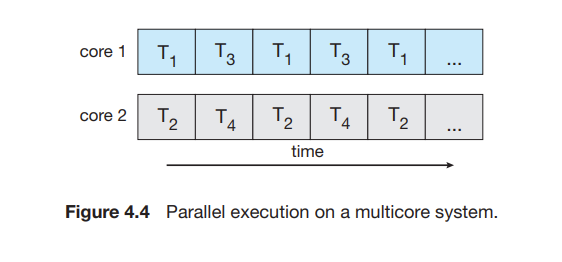 core 1 T1 T3 T1 T3 T1 ...
core 2 T2 T4 T2 T4 T2 ...
time
Figure 4.4 Parallel execution on a multicore system.